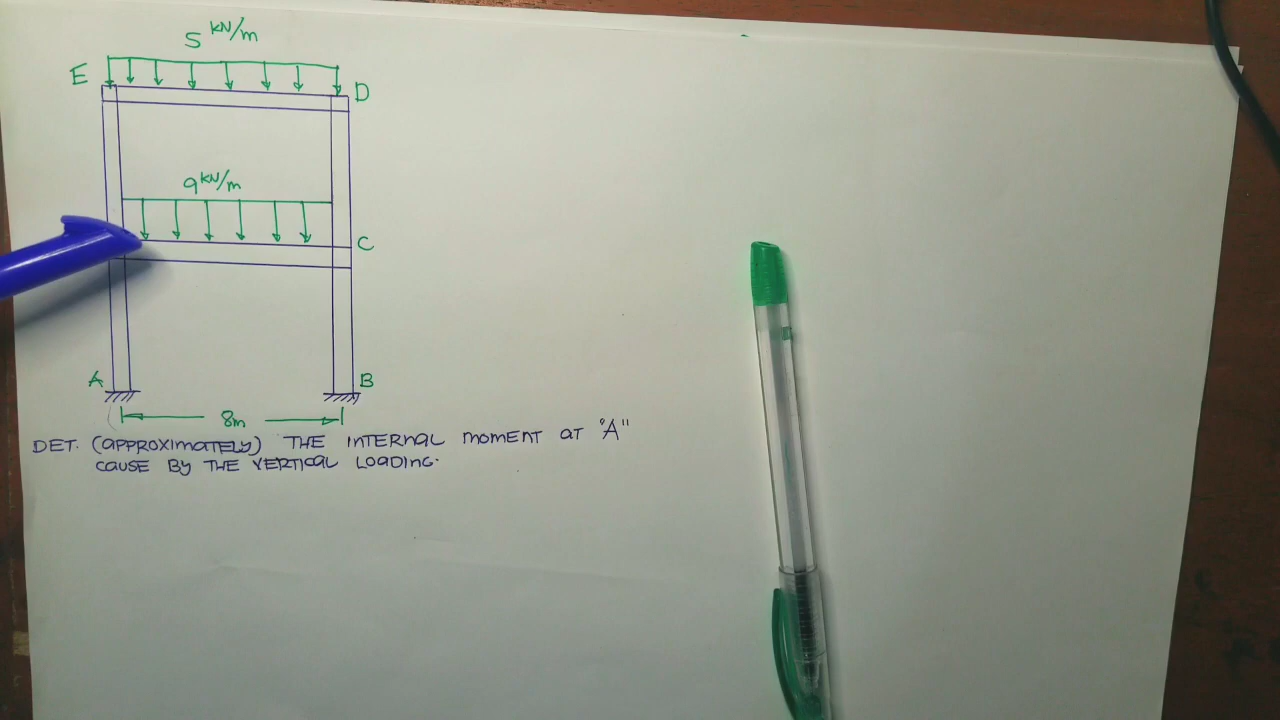 5 kN/m
E
D
9 kN/m
C
A
B
8m
DET. (APPROXIMATELY) THE INTERNAL MOMENT AT "A"
CAUSE BY THE VERTICAL LOADING.